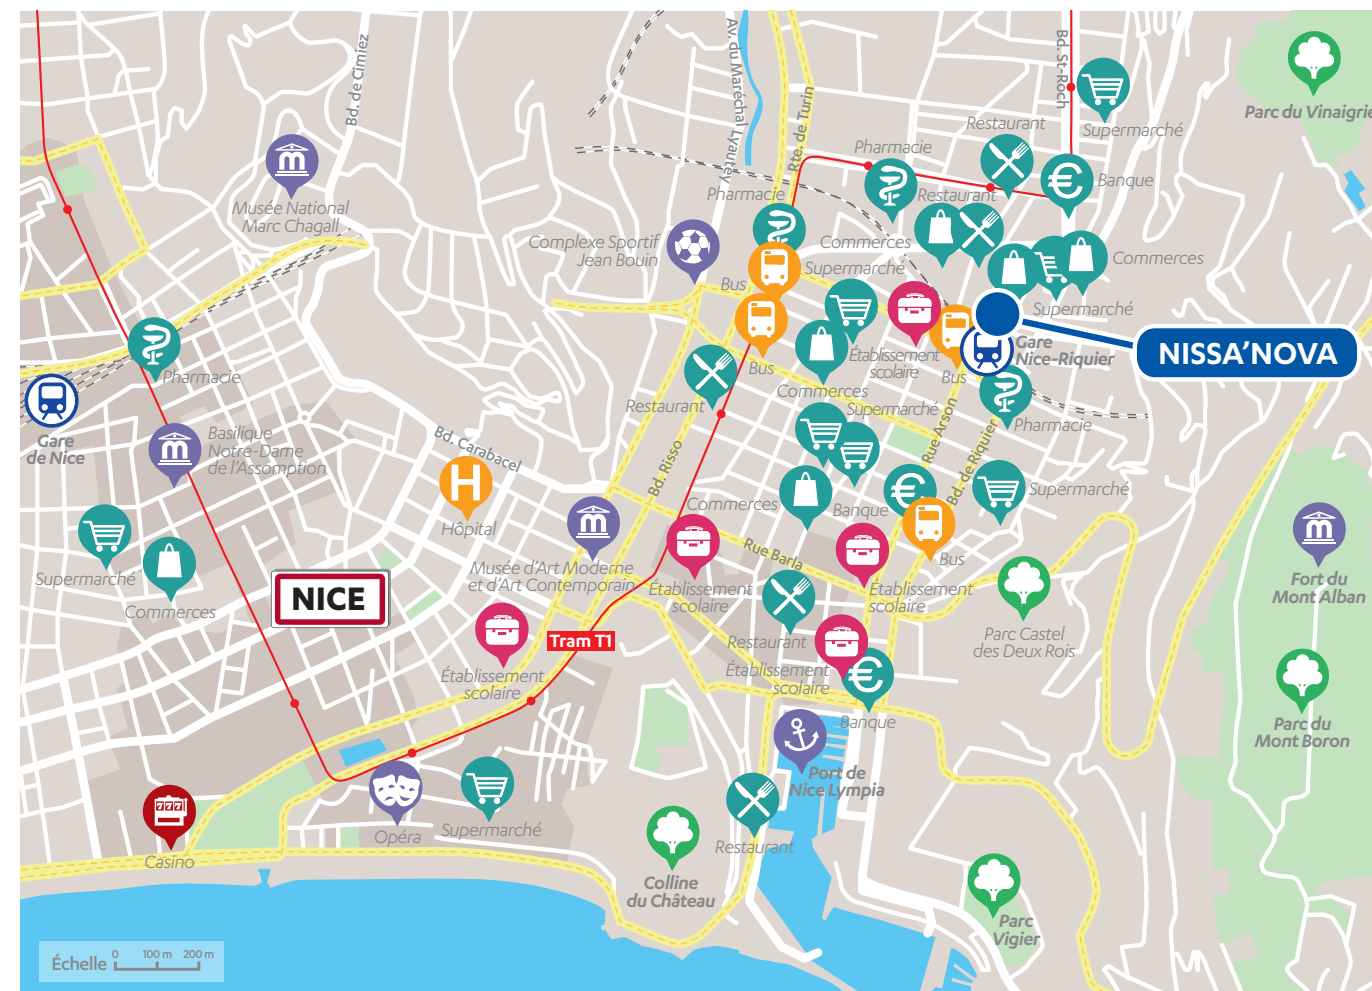 Bd. de Cimiez
Av. du Maréchal Lyautey
Rte. de Turin
Bd. St-Roch
Parc du Vinaigrie
Supermarché
Restaurant
Pharmacie
Banque
Musée National
Marc Chagall
Pharmacie
Restaurant
Complexe Sportif
Jean Bouin
Commerces
Commerces
Supermarché
Bus
Supermarché
NISSA'NOVA
Gare
Nice-Riquier
Établissement
scolaire
Bus
Bus
Commerces
Pharmacie
Gare
de Nice
Restaurant
Supermarché
Pharmacie
Rue Arson
Bd. de Riquier
Basilique
Notre-Dame
de l'Assomption
Bd. Carabacel
Bd. Risso
Supermarché
Commerces
Banque
Hôpital
Rue Barla
Bus
Supermarché
Commerces
NICE
Musée d'Art Moderne
et d'Art Contemporain
Établissement
scolaire
Établissement
scolaire
Fort du
Mont Alban
Tram T1
Restaurant
Parc Castel
des Deux Rois
Établissement
scolaire
Établissement
scolaire
Banque
Parc du
Mont Boron
Port de
Nice Lympia
777
Casino
Opéra
Supermarché
Restaurant
Colline
du Château
Parc
Vigier
Échelle 0 100 m 200 m